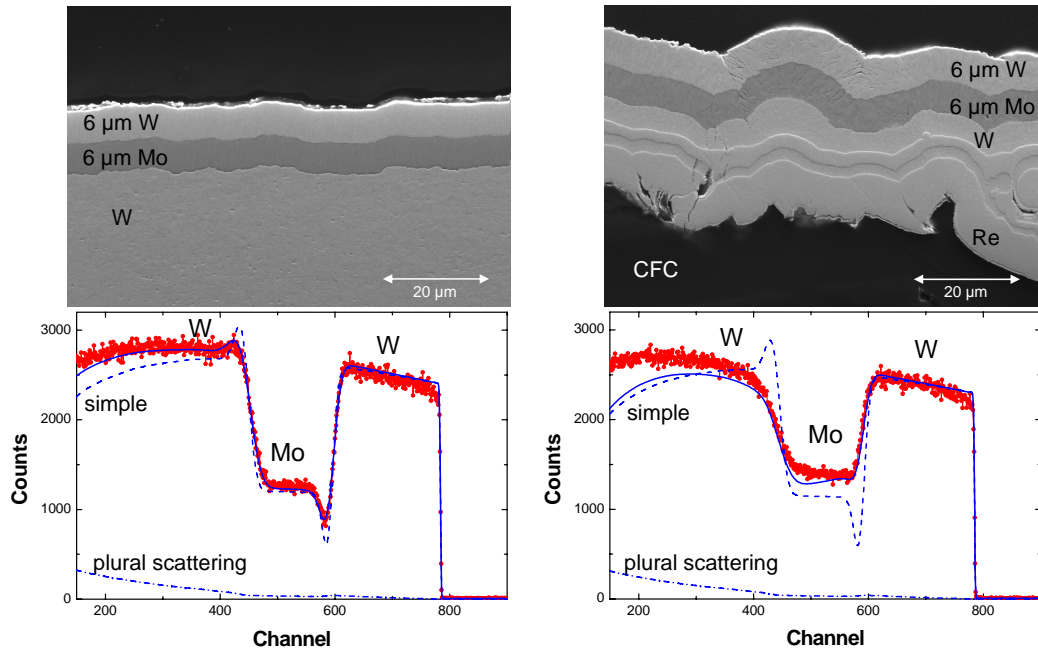 6 µm W
6 µm Mo
W
20 µm
6 µm W
6 µm Mo
W
Re
CFC
20 µm
3000
2000
1000
0
Counts
W
W
simple
Mo
plural scattering
200 400 600 800
Channel
3000
2000
1000
0
Counts
W
W
simple
Mo
plural scattering
200 400 600 800
Channel